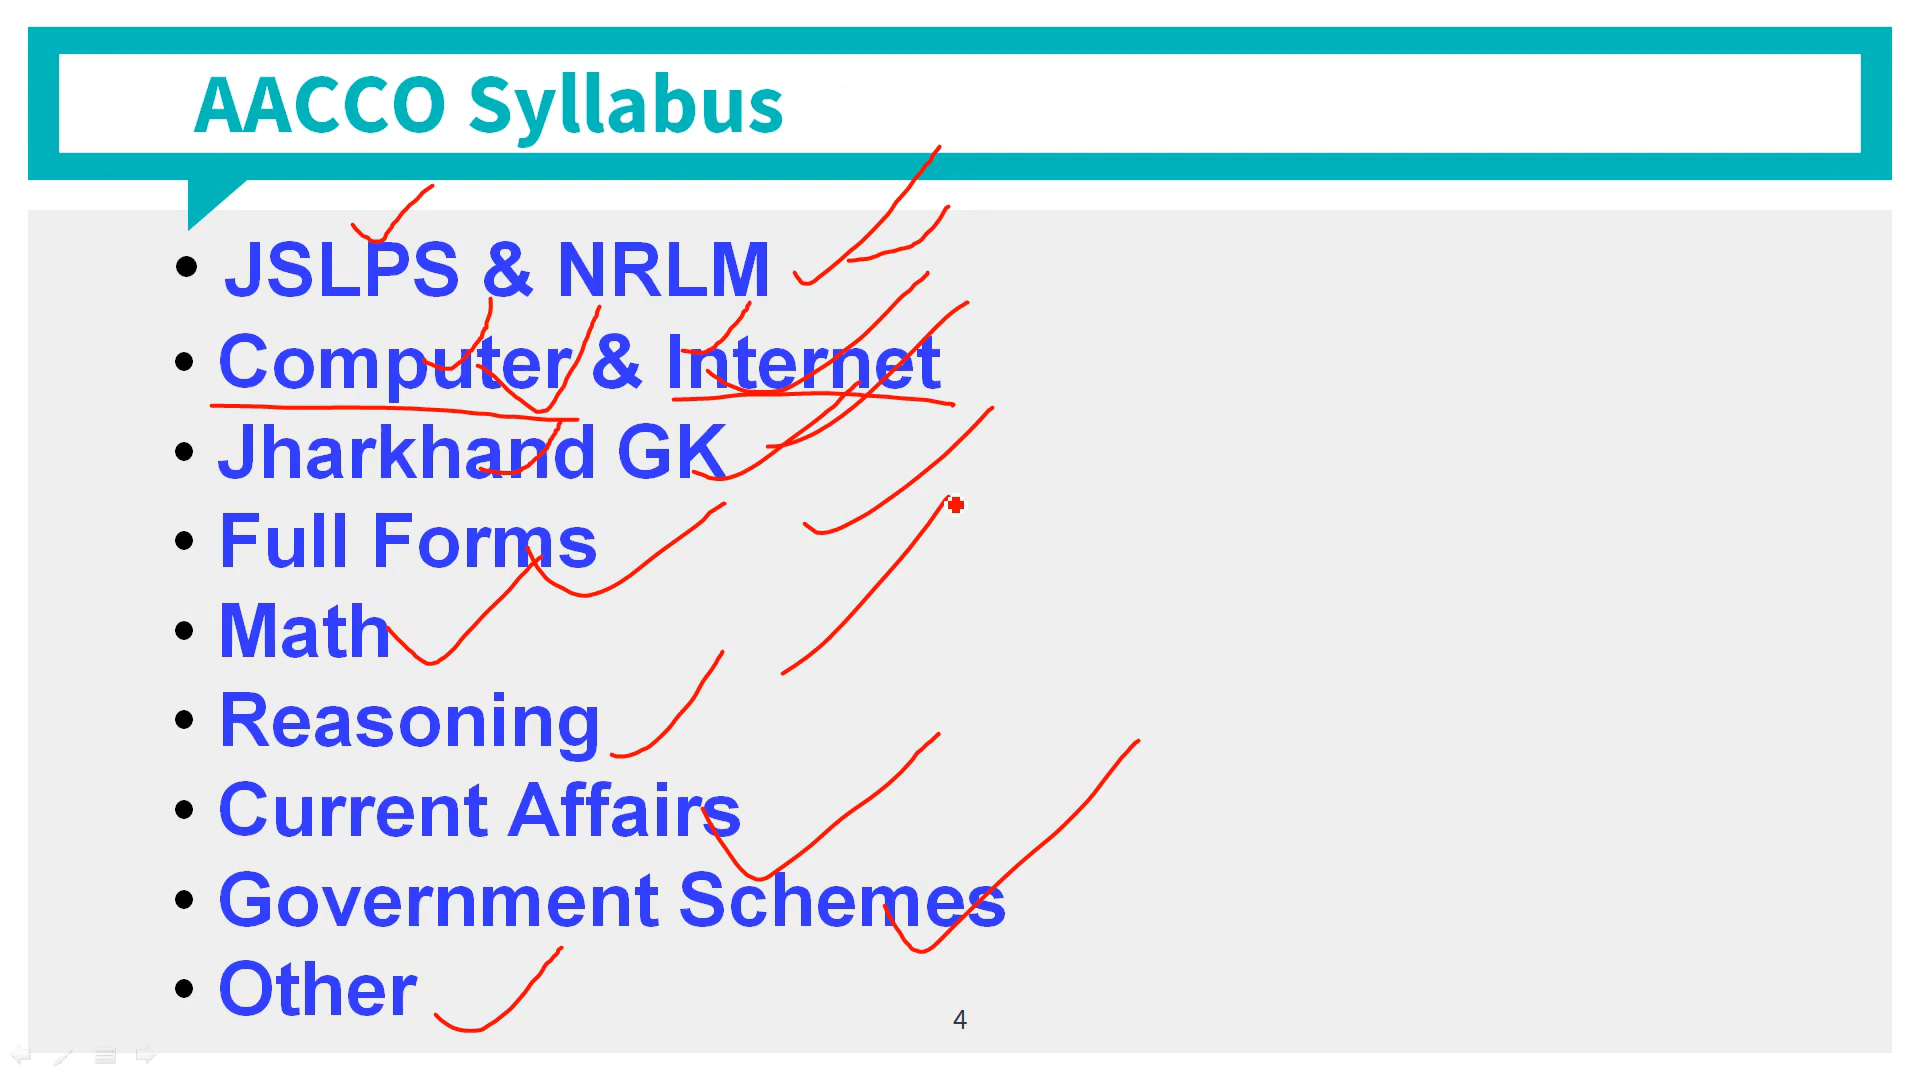 AACCO Syllabus
• JSLPS & NRLM
• Computer & Internet
• Jharkhand GK
• Full Forms
• Math
• Reasoning
• Current Affairs
• Government Schemes
• Other
4